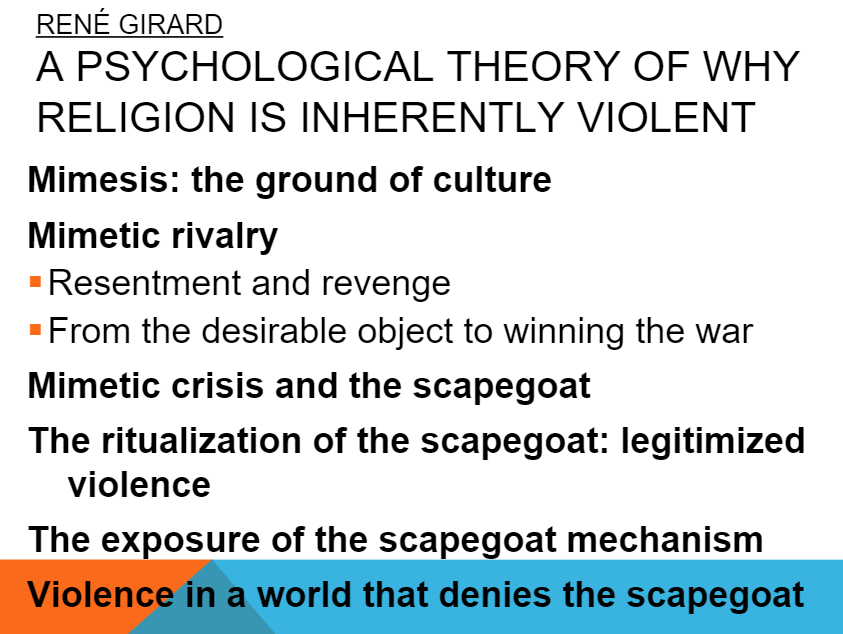 RENÉ GIRARD
A PSYCHOLOGICAL THEORY OF WHY
RELIGION IS INHERENTLY VIOLENT
Mimesis: the ground of culture
Mimetic rivalry
▪Resentment and revenge
▪From the desirable object to winning the war
Mimetic crisis and the scapegoat
The ritualization of the scapegoat: legitimized
violence
The exposure of the scapegoat mechanism
Violence in a world that denies the scapegoat